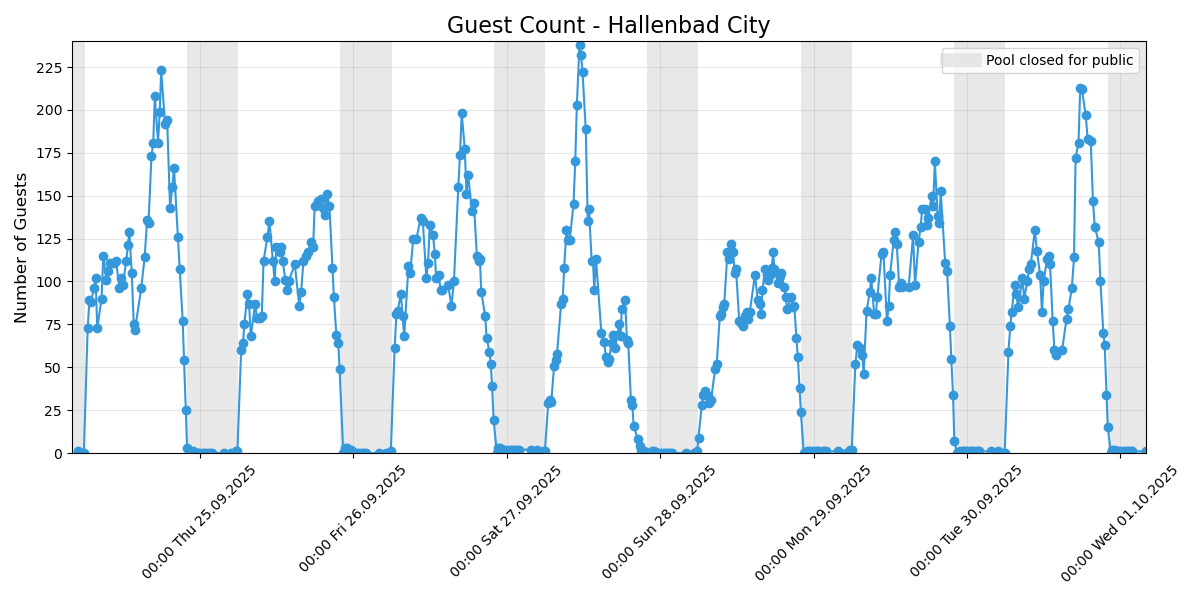 Guest Count - Hallenbad City
Pool closed for public
Number of Guests
225
200
175
150
125
100
75
50
25
0
00:00 Thu 25.09.2025
00:00 Fri 26.09.2025
00:00 Sat 27.09.2025
00:00 Sun 28.09.2025
00:00 Mon 29.09.2025
00:00 Tue 30.09.2025
00:00 Wed 01.10.2025